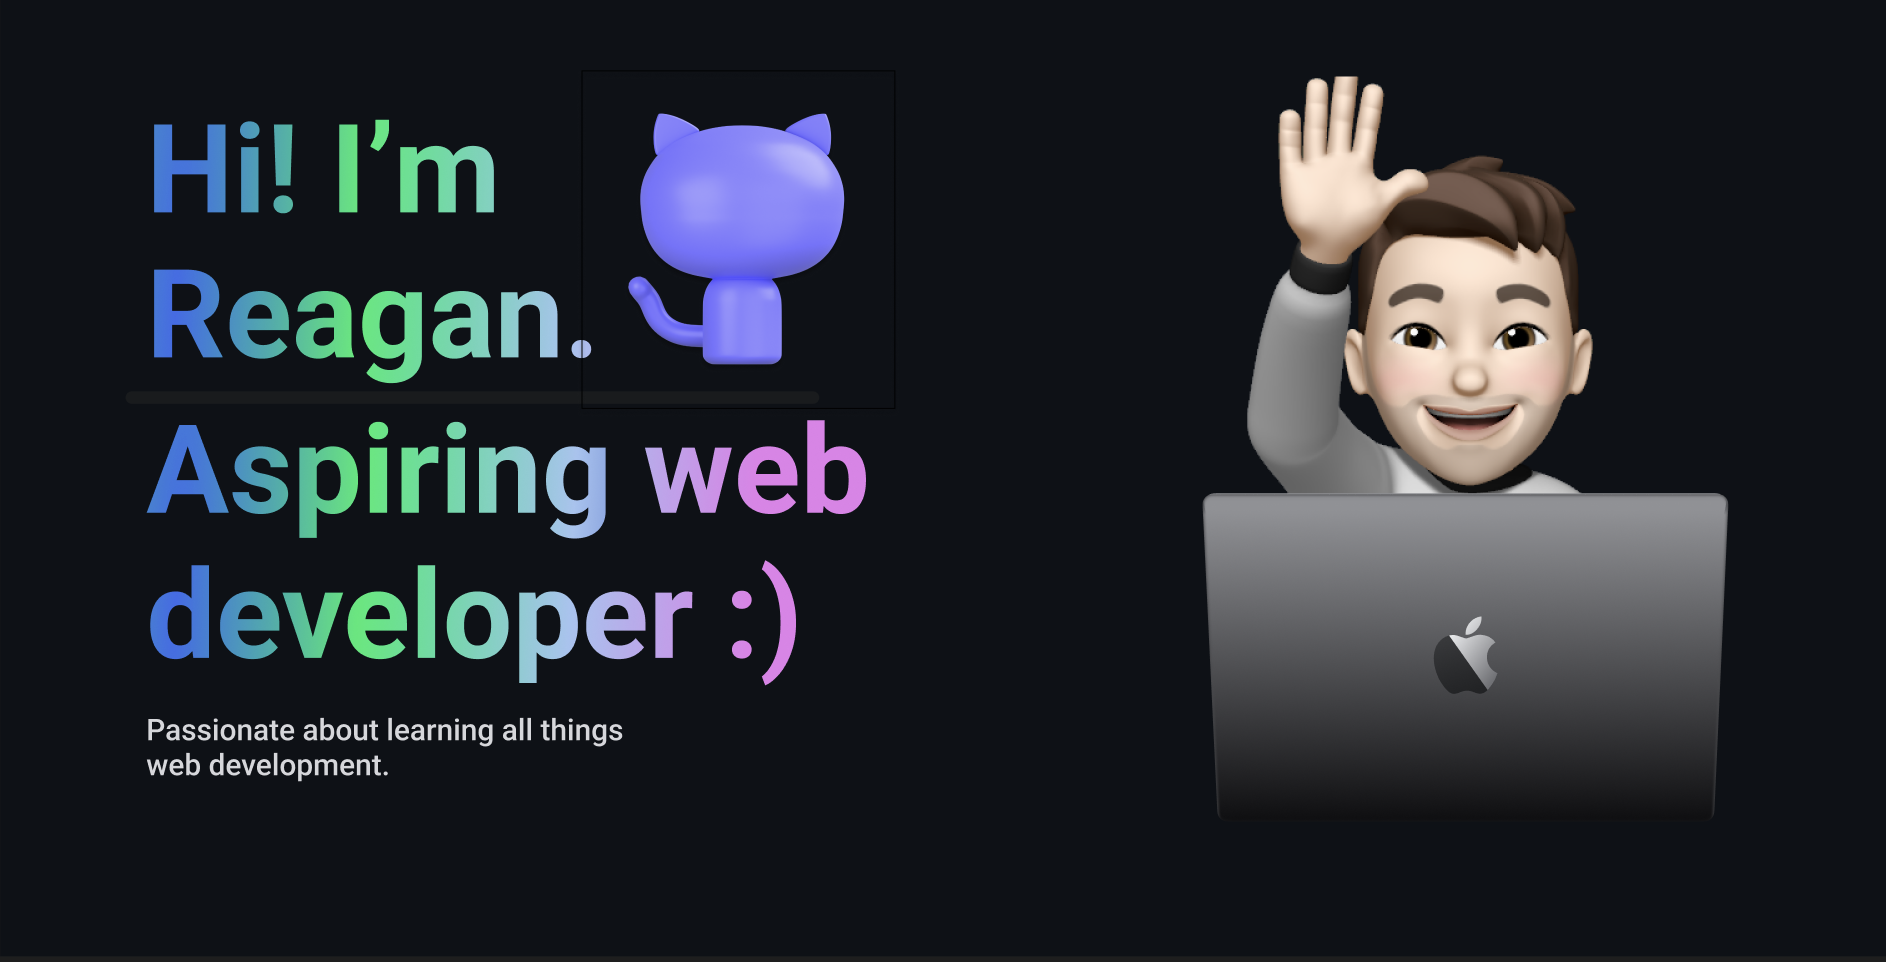 Hi! I’m
Reagan.
Aspiring web
developer :)
Passionate about learning all things
web development.